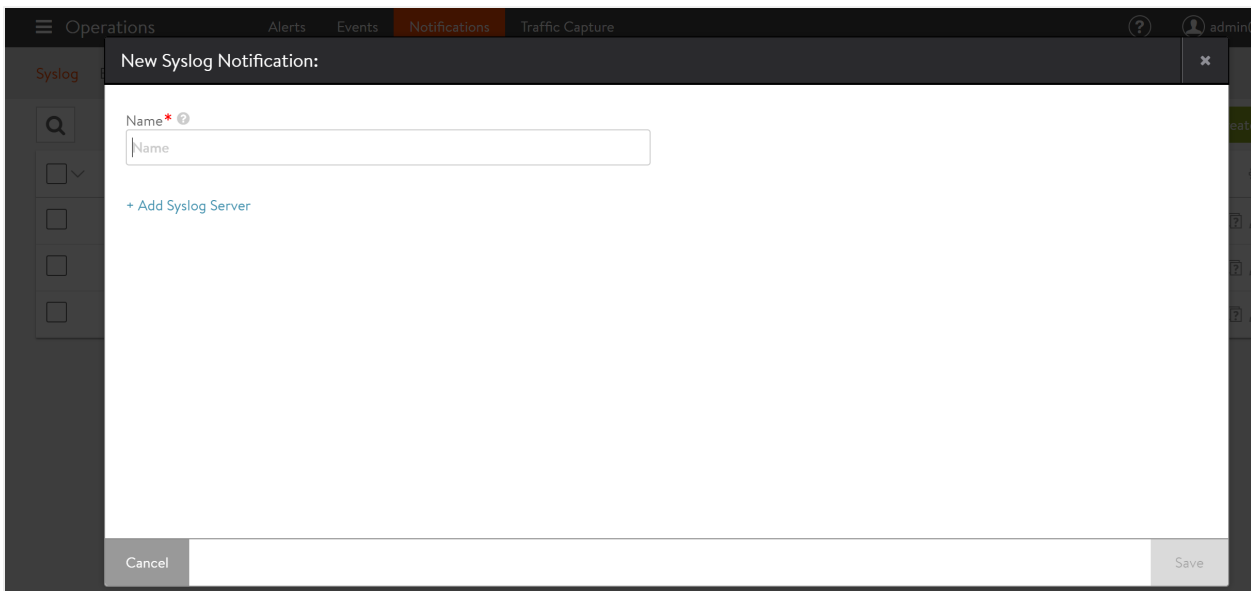 Operations Alerts Events Notifications Traffic Capture admin
Syslog
New Syslog Notification:
Name*
Name
+ Add Syslog Server
Cancel Save